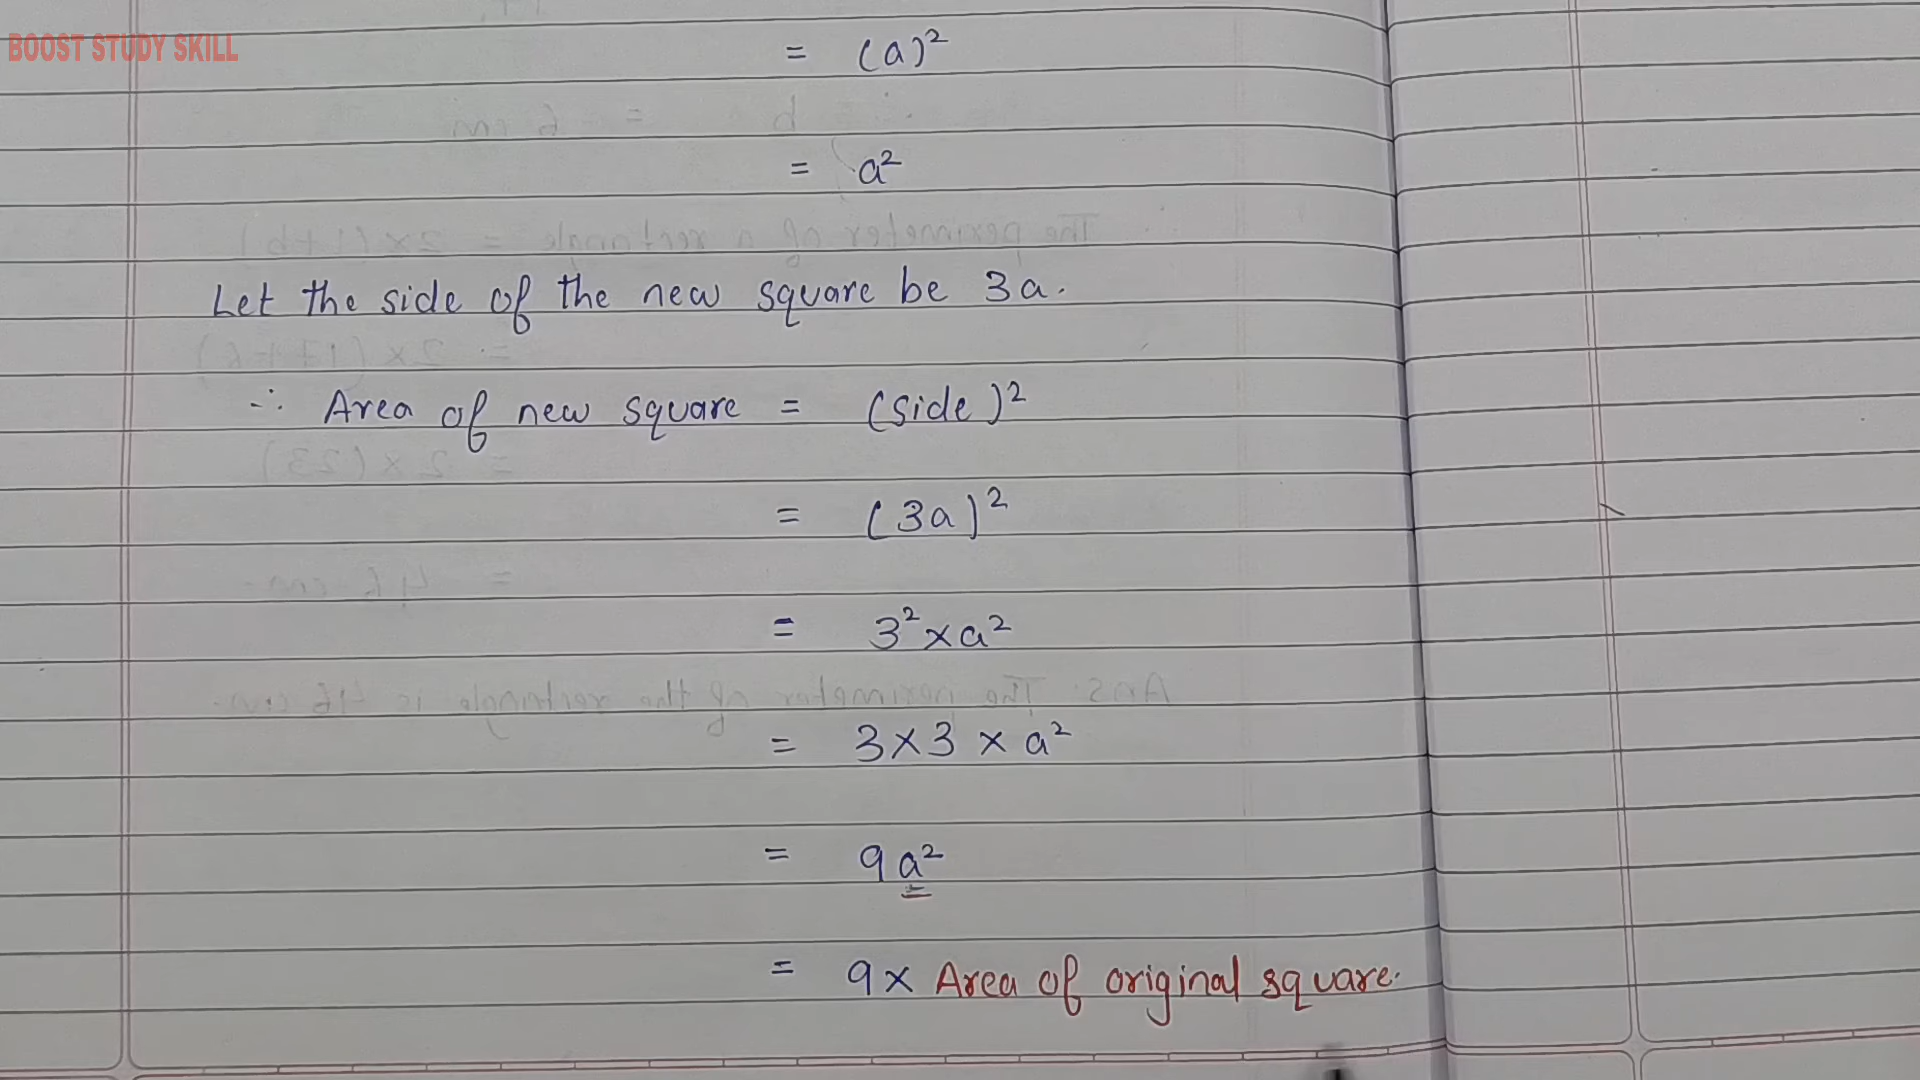 BOOST STUDY SKILL
= (a)²
= a²
Let the side of the new square be 3a.
∴ Area of new square = (side)²
= (3a)²
= 3² × a²
= 3 × 3 × a²
= 9a²
= 9 × Area of original square.